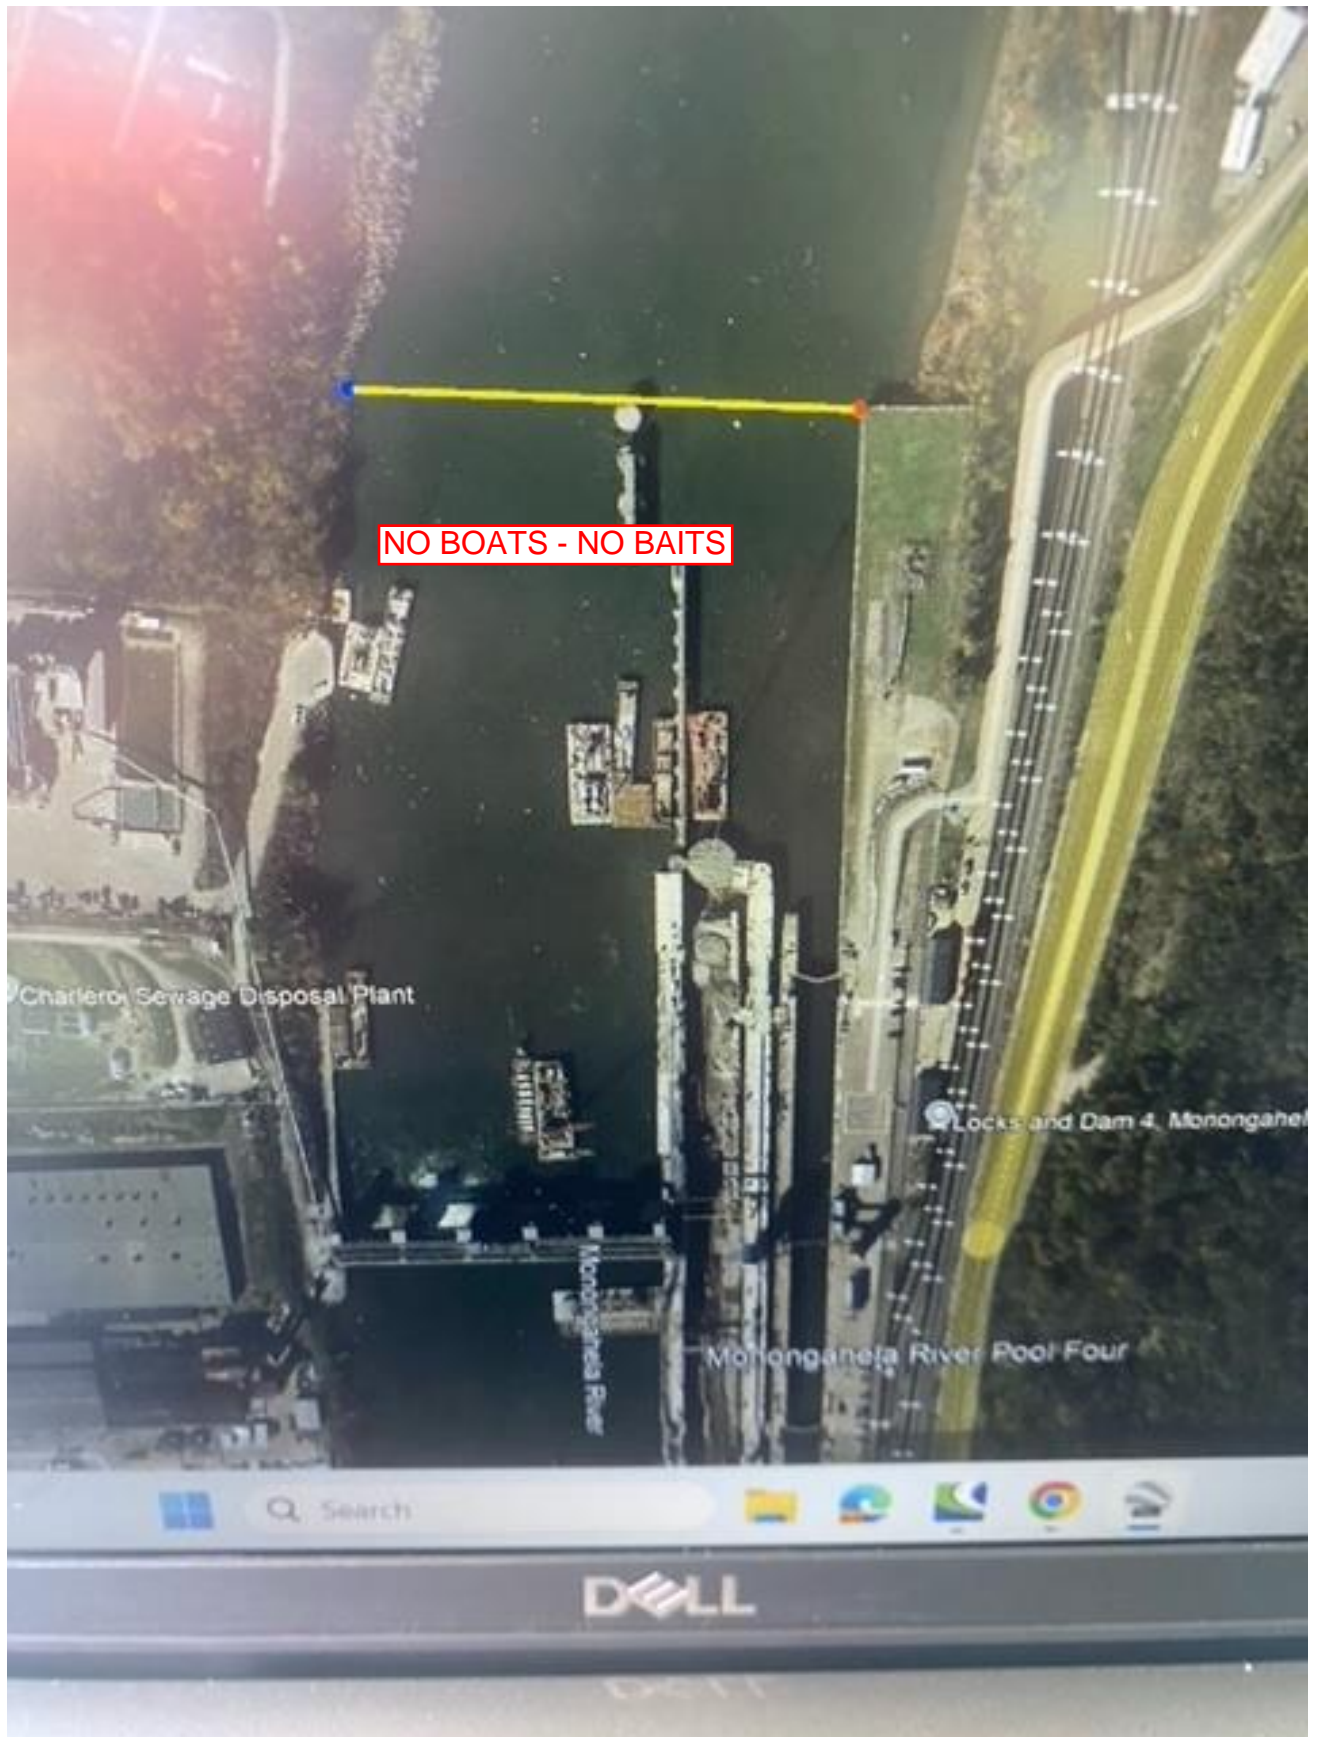 NO BOATS - NO BAITS
Charleroi Sewage Disposal Plant
Locks and Dam 4, Monongahel
Monongahela River
Monongahela River Pool Four
Search
DELL
DELL